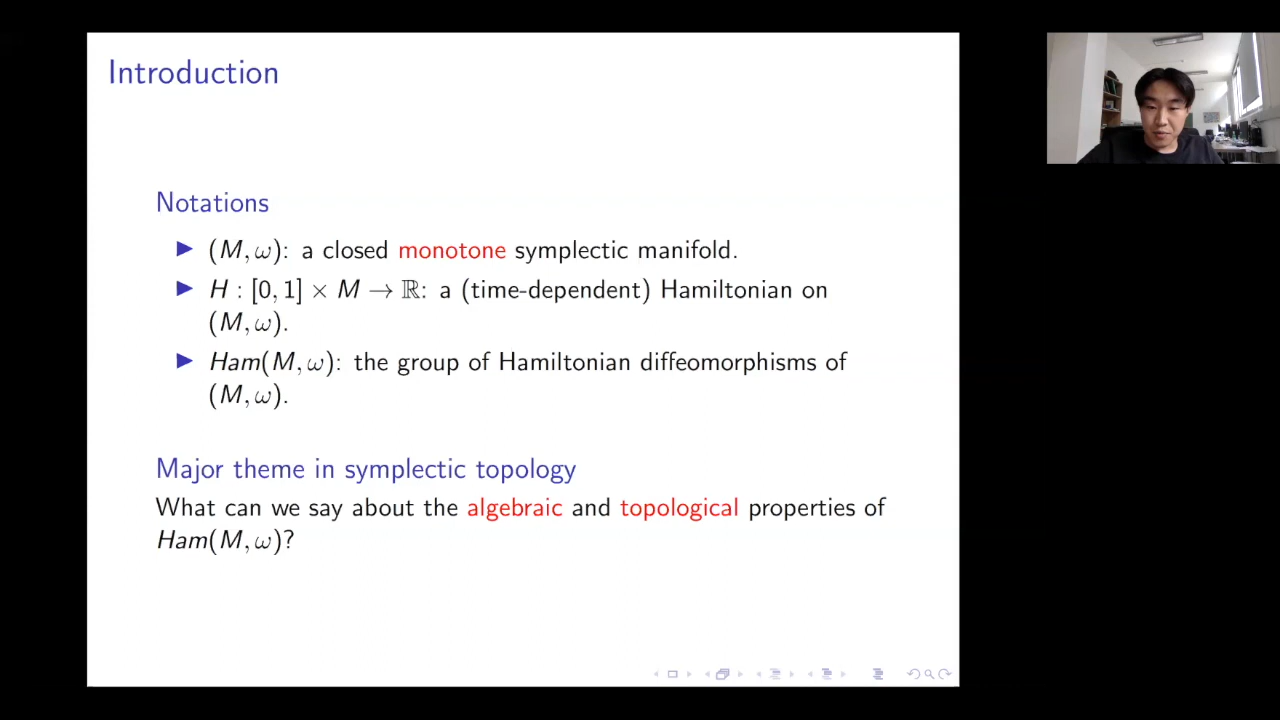 Introduction
Notations
▶ (M, ω): a closed monotone symplectic manifold.
▶ H : [0, 1] × M → ℝ: a (time-dependent) Hamiltonian on
(M, ω).
▶ Ham(M, ω): the group of Hamiltonian diffeomorphisms of
(M, ω).
Major theme in symplectic topology
What can we say about the algebraic and topological properties of
Ham(M, ω)?